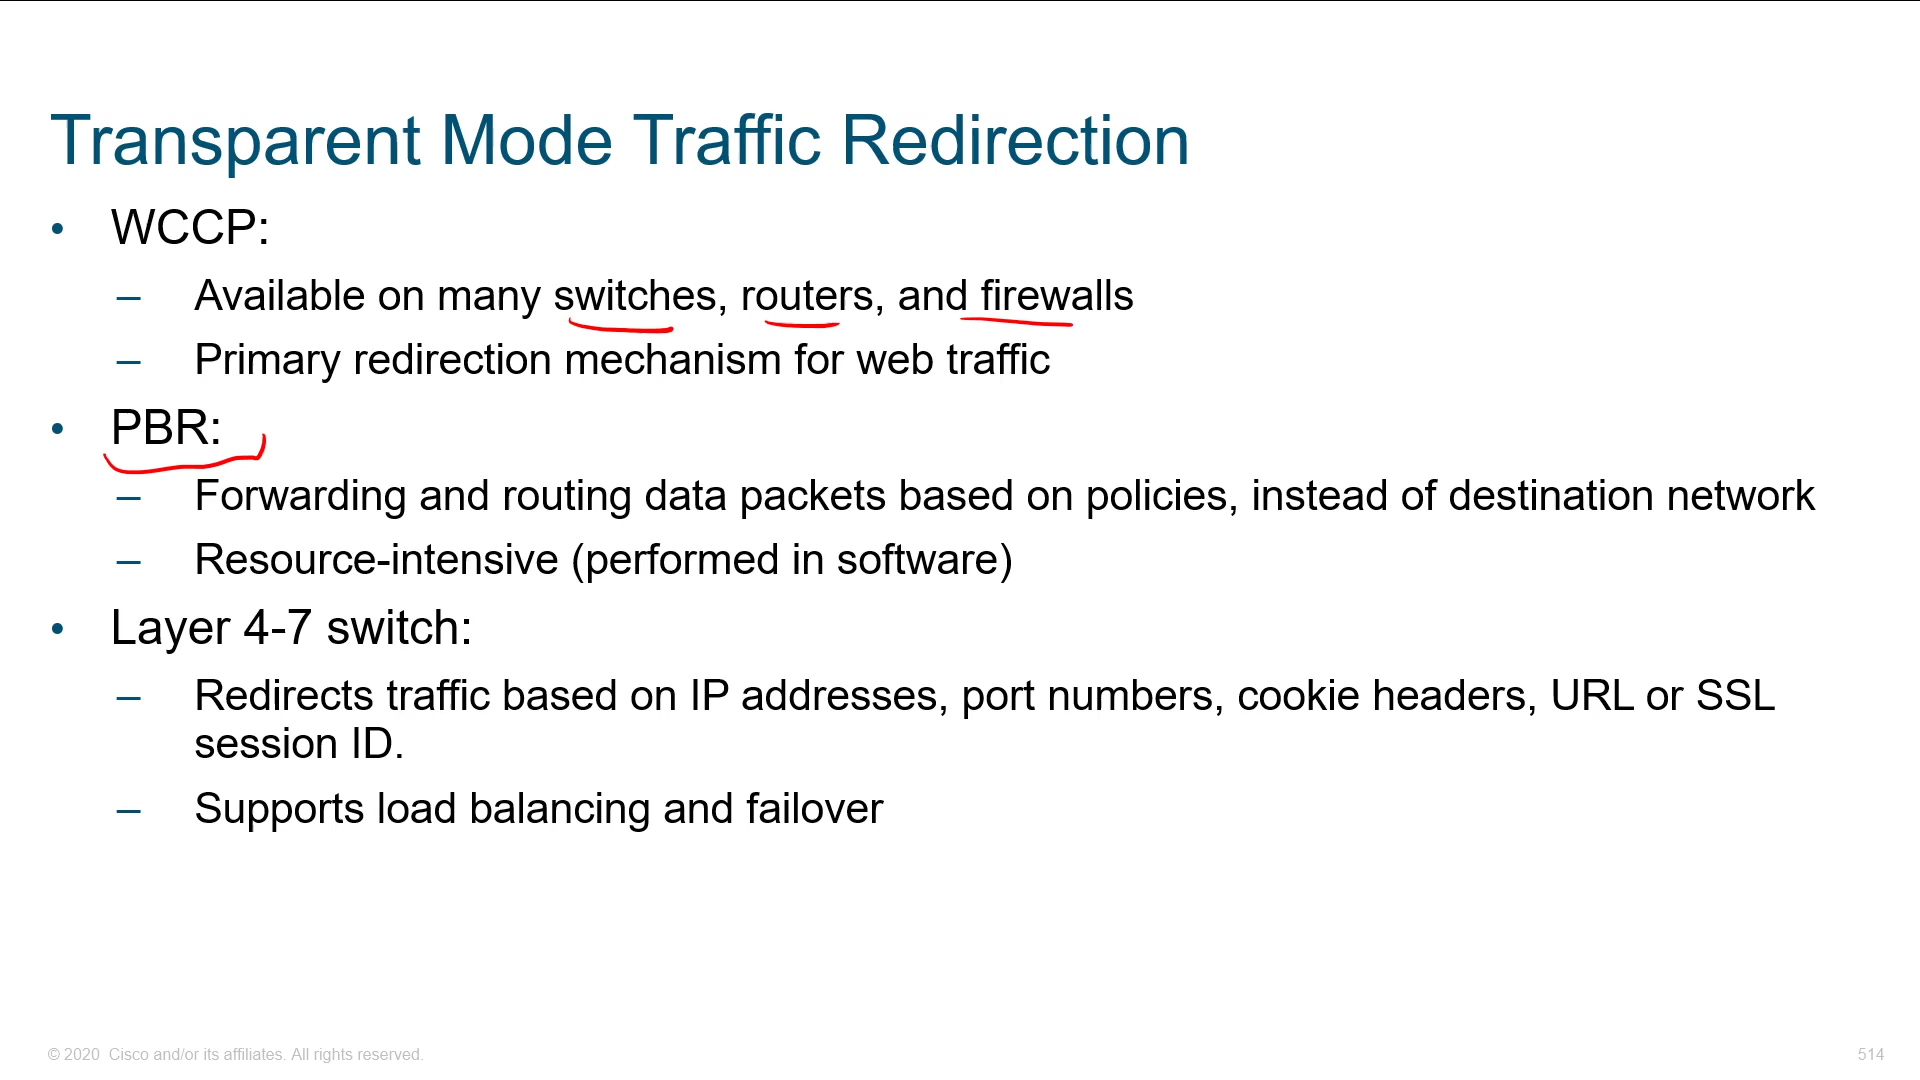 Transparent Mode Traffic Redirection
• WCCP:
– Available on many switches, routers, and firewalls
– Primary redirection mechanism for web traffic
• PBR:
– Forwarding and routing data packets based on policies, instead of destination network
– Resource-intensive (performed in software)
• Layer 4-7 switch:
– Redirects traffic based on IP addresses, port numbers, cookie headers, URL or SSL
session ID.
– Supports load balancing and failover
© 2020 Cisco and/or its affiliates. All rights reserved.
514